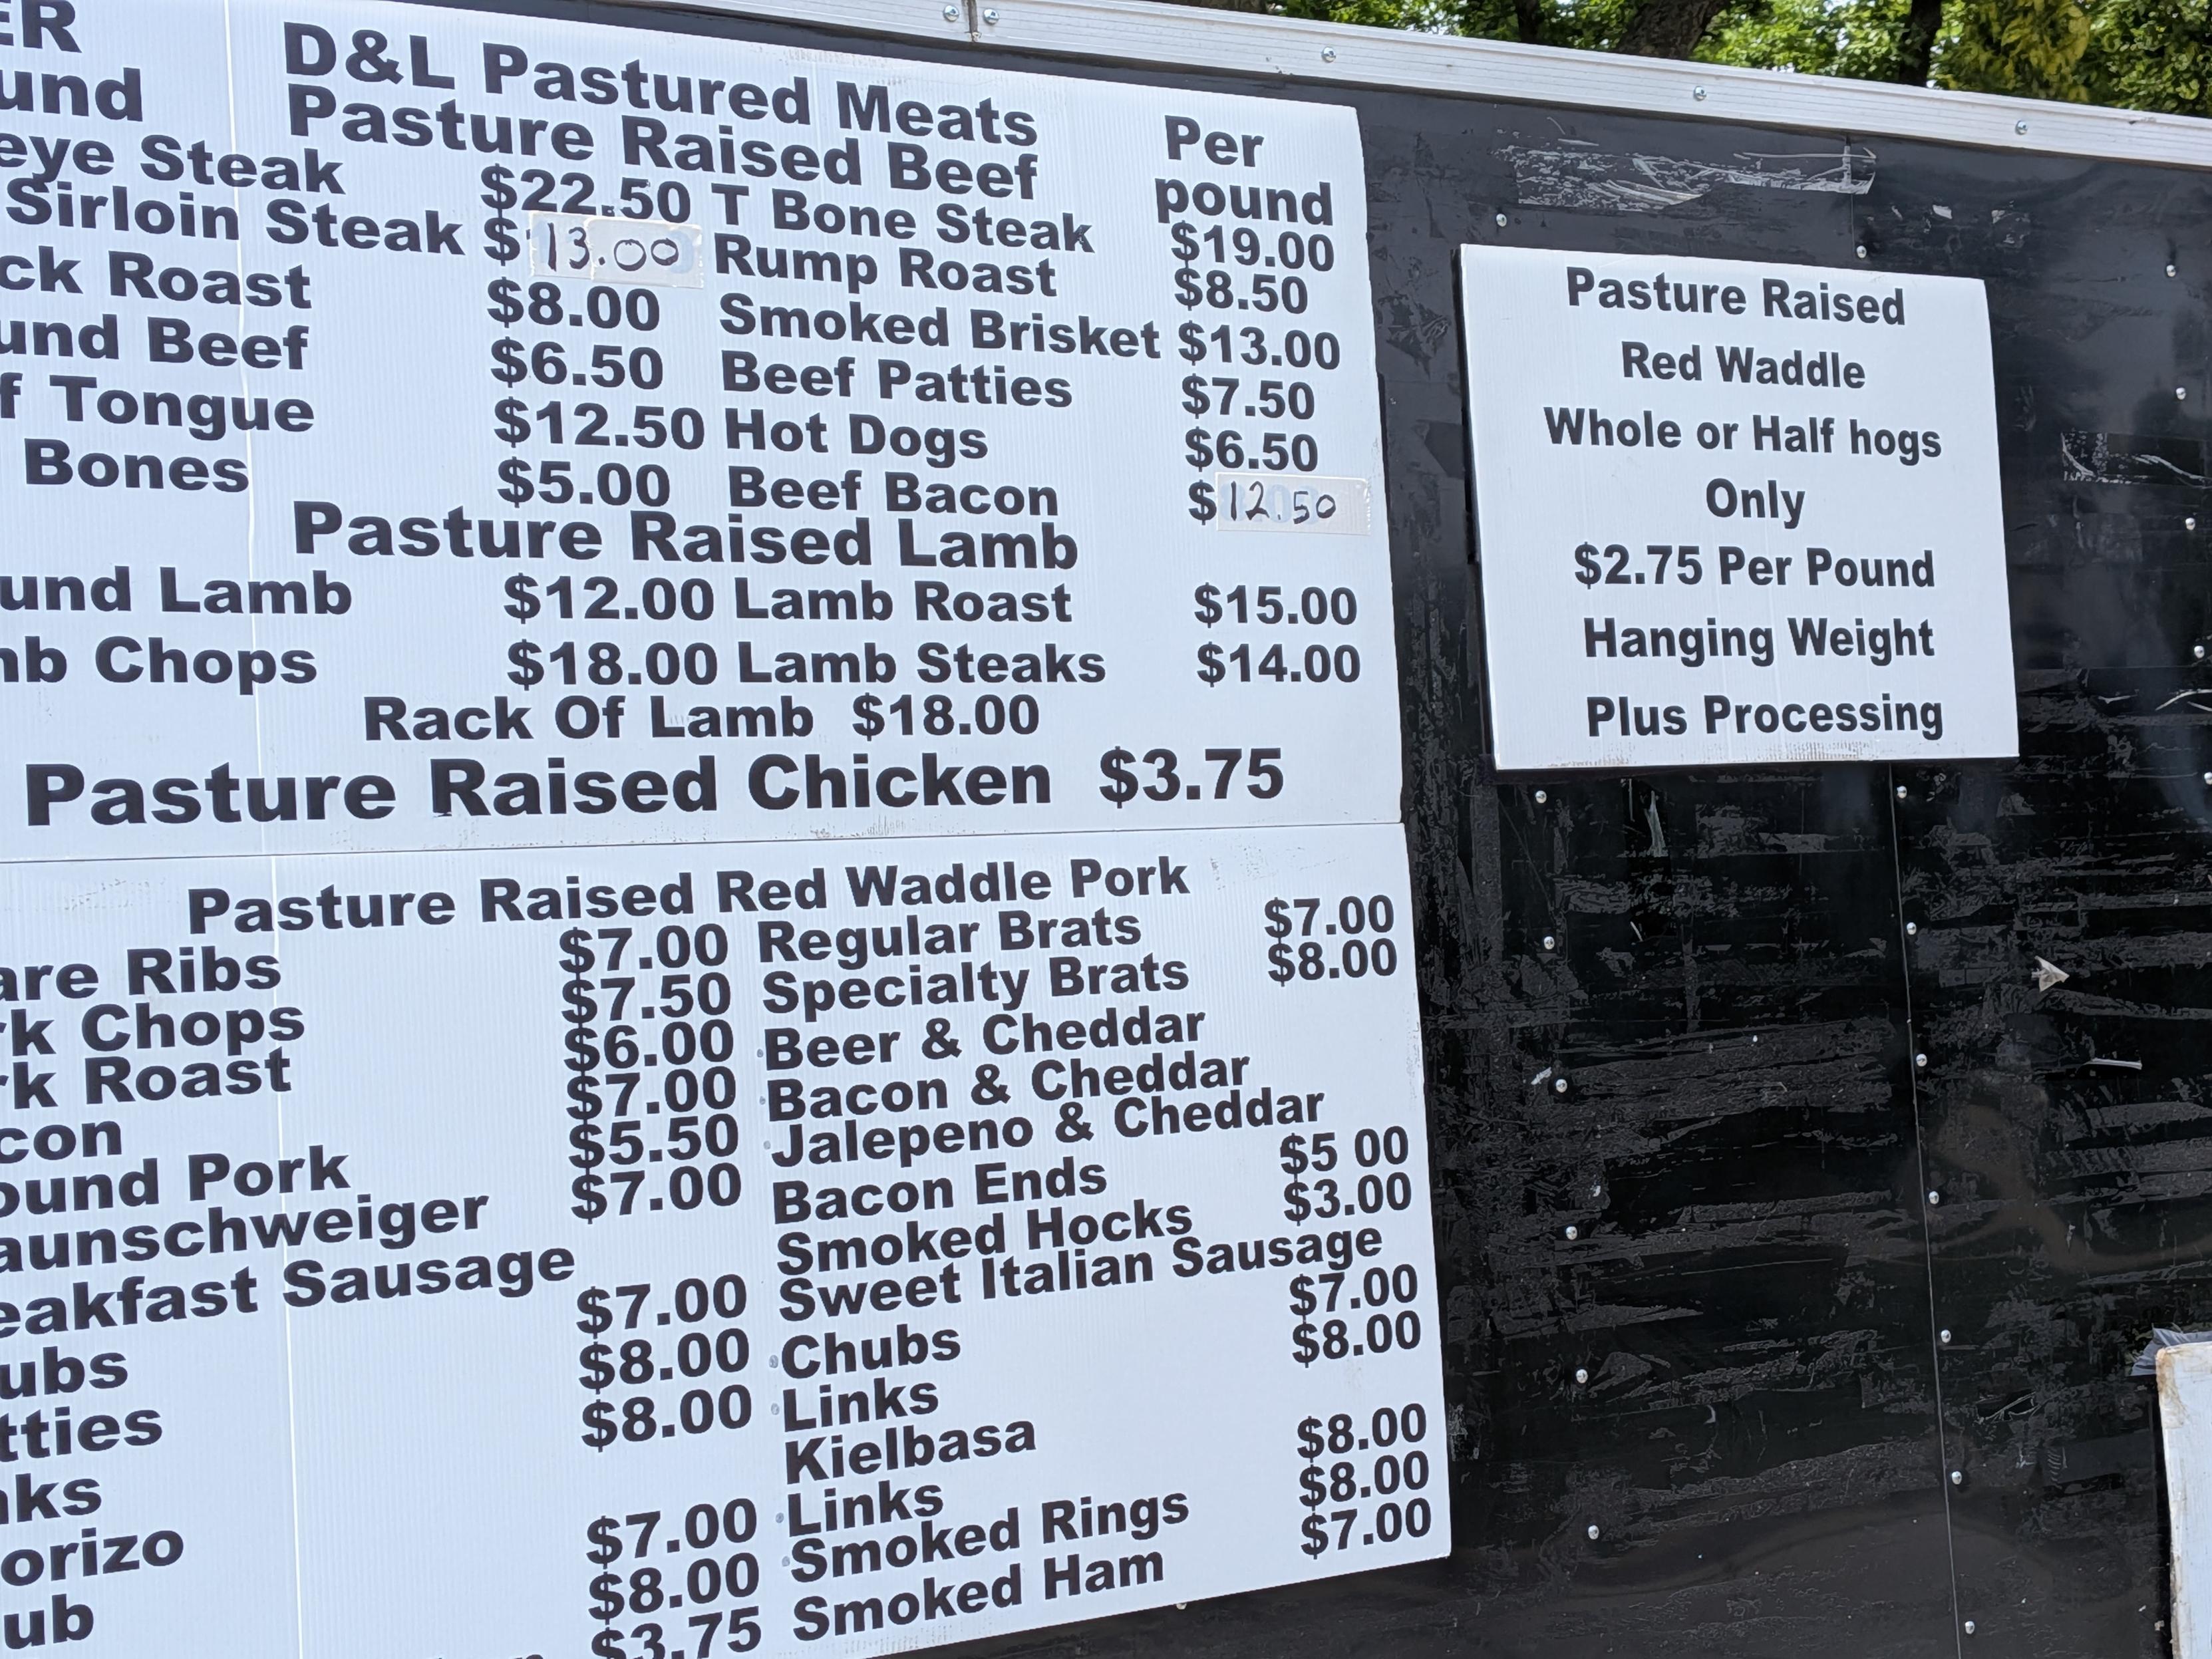 ER
D&L Pastured Meats
Per
und
Pasture Raised Beef
pound
eye Steak $22.50 T Bone Steak $19.00
Sirloin Steak $13.00 Rump Roast $8.50
ck Roast $8.00 Smoked Brisket $13.00
und Beef $6.50 Beef Patties $7.50
f Tongue $12.50 Hot Dogs $6.50
Bones $5.00 Beef Bacon $12.50
Pasture Raised Lamb
und Lamb $12.00 Lamb Roast $15.00
mb Chops $18.00 Lamb Steaks $14.00
Rack Of Lamb $18.00
Pasture Raised Chicken $3.75
Pasture Raised Red Waddle Pork
are Ribs $7.00 Regular Brats $7.00
rk Chops $7.50 Specialty Brats $8.00
rk Roast $6.00 Beer & Cheddar
con $7.00 Bacon & Cheddar
ound Pork $5.50 Jalepeno & Cheddar
aunschweiger $7.00 Bacon Ends $5 00
eakfast Sausage Smoked Hocks $3.00
ubs $7.00 Sweet Italian Sausage
tties $8.00 Chubs $7.00
nks $8.00 Links $8.00
orizo Kielbasa
ub $7.00 Links $8.00
$8.00 Smoked Rings $8.00
$3.75 Smoked Ham $7.00
Pasture Raised
Red Waddle
Whole or Half hogs
Only
$2.75 Per Pound
Hanging Weight
Plus Processing